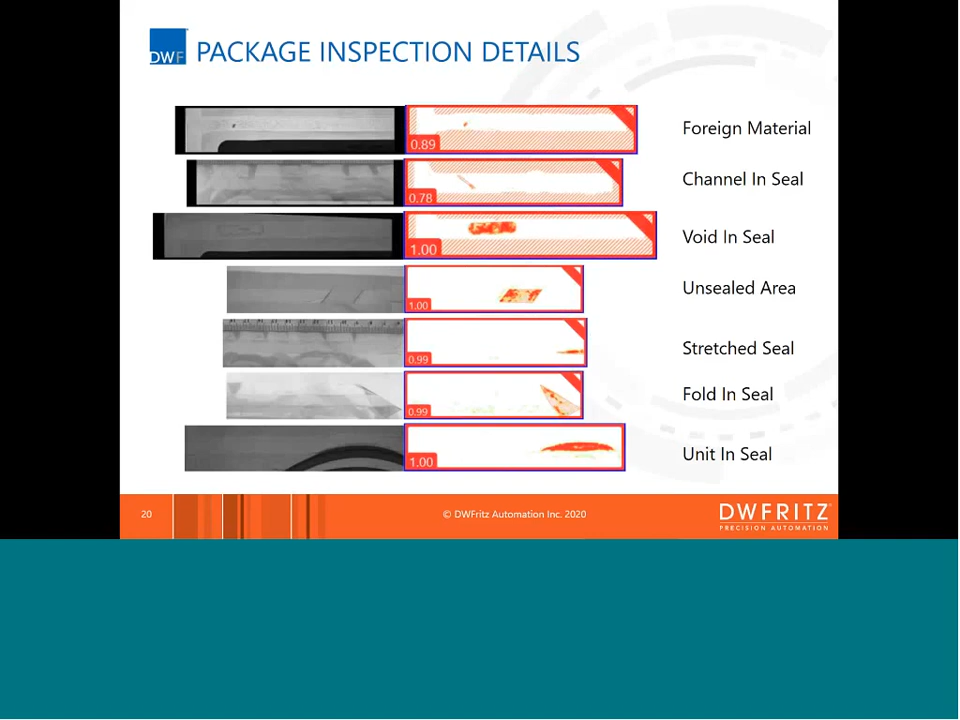 DWF
PACKAGE INSPECTION DETAILS
0.89
Foreign Material
0.78
Channel In Seal
1.00
Void In Seal
1.00
Unsealed Area
0.99
Stretched Seal
0.99
Fold In Seal
1.00
Unit In Seal
20
© DWFritz Automation Inc. 2020
DWFRITZ
PRECISION AUTOMATION